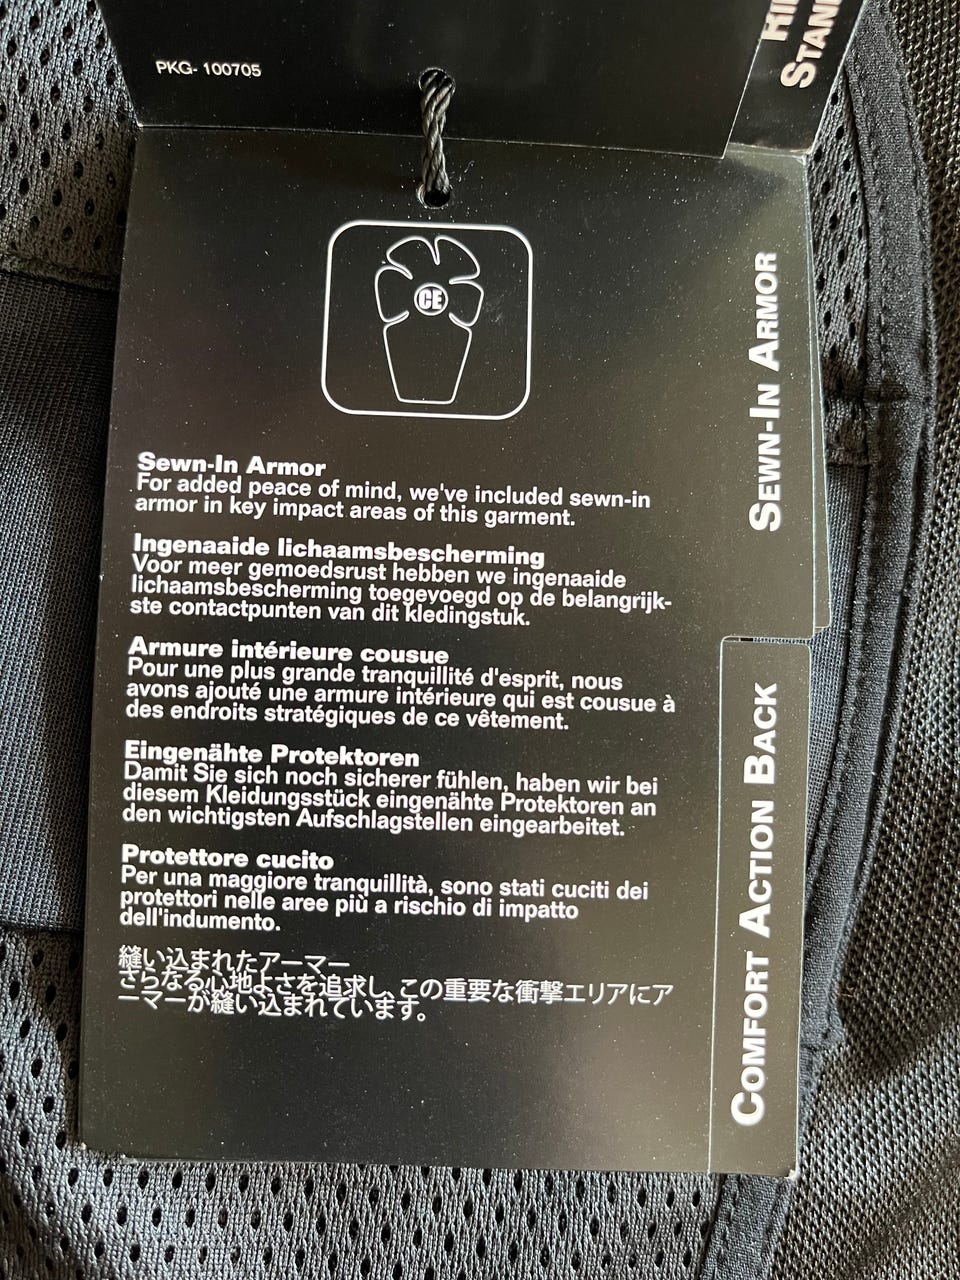 PKG- 100705
CE
Sewn-In Armor
For added peace of mind, we've included sewn-in
armor in key impact areas of this garment.
Ingenaaide lichaamsbescherming
Voor meer gemoedsrust hebben we ingenaaide
lichaamsbescherming toegevoegd op de belangrijk-
ste contactpunten van dit kledingstuk.
Armure intérieure cousue
Pour une plus grande tranquillité d'esprit, nous
avons ajouté une armure intérieure qui est cousue à
des endroits stratégiques de ce vêtement.
Eingenähte Protektoren
Damit Sie sich noch sicherer fühlen, haben wir bei
diesem Kleidungsstück eingenähte Protektoren an
den wichtigsten Aufschlagstellen eingearbeitet.
Protettore cucito
Per una maggiore tranquillità, sono stati cuciti dei
protettori nelle aree più a rischio di impatto
dell'indumento.
縫い込まれたアーマー
さらなる心地よさを追求し、この重要な衝撃エリアにア
ーマーが縫い込まれています。
SEWN-IN ARMOR
COMFORT ACTION BACK